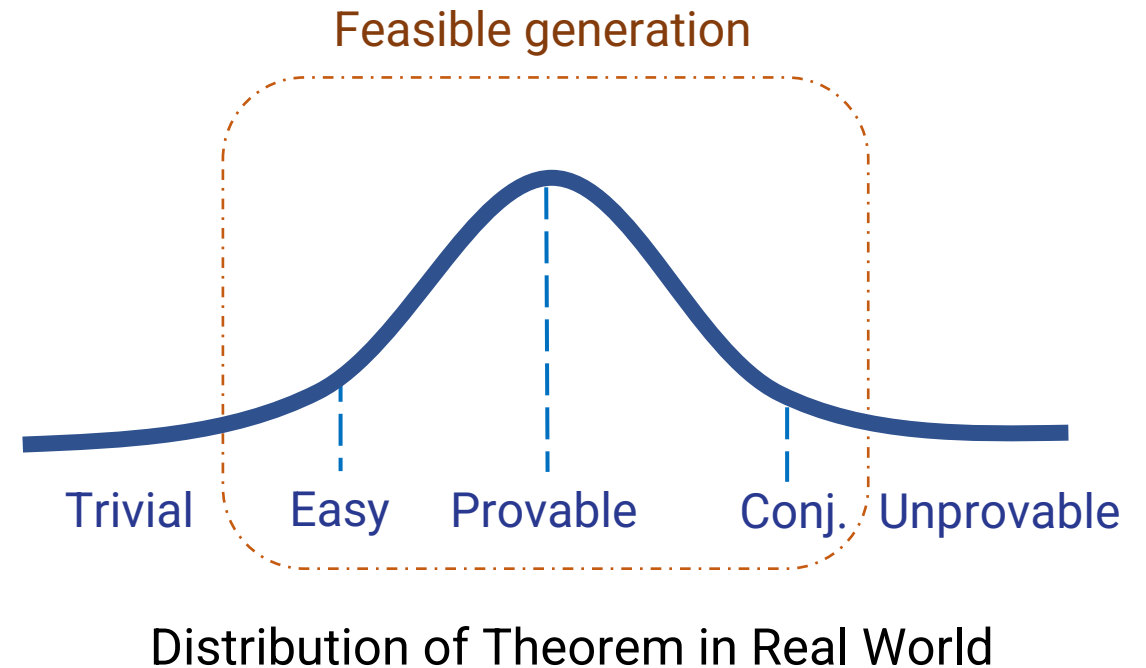 Feasible generation
Trivial Easy Provable Conj. Unprovable
Distribution of Theorem in Real World